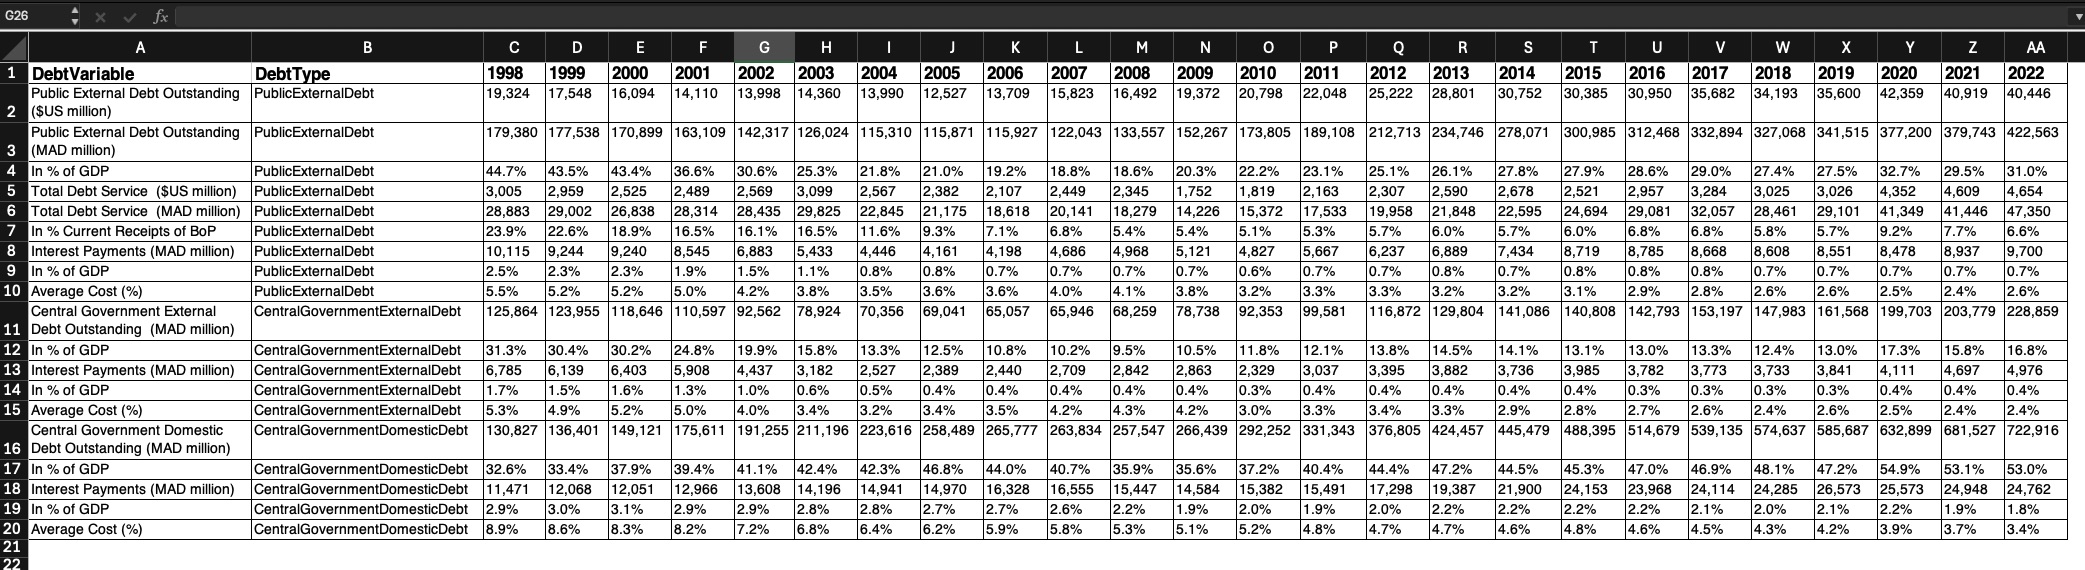 G26 fx
A B C D E F G H I J K L M N O P Q R S T U V W X Y Z AA
1 DebtVariable DebtType 1998 1999 2000 2001 2002 2003 2004 2005 2006 2007 2008 2009 2010 2011 2012 2013 2014 2015 2016 2017 2018 2019 2020 2021 2022
Public External Debt Outstanding PublicExternalDebt 19,324 17,548 16,094 14,110 13,998 14,360 13,990 12,527 13,709 15,823 16,492 19,372 20,798 22,048 25,222 28,801 30,752 30,385 30,950 35,682 34,193 35,600 42,359 40,919 40,446
2 ($US million)
Public External Debt Outstanding PublicExternalDebt 179,380 177,538 170,899 163,109 142,317 126,024 115,310 115,871 115,927 122,043 133,557 152,267 173,805 189,108 212,713 234,746 278,071 300,985 312,468 332,894 327,068 341,515 377,200 379,743 422,563
3 (MAD million)
4 In % of GDP PublicExternalDebt 44.7% 43.5% 43.4% 36.6% 30.6% 25.3% 21.8% 21.0% 19.2% 18.8% 18.6% 20.3% 22.2% 23.1% 25.1% 26.1% 27.8% 27.9% 28.6% 29.0% 27.4% 27.5% 32.7% 29.5% 31.0%
5 Total Debt Service ($US million) PublicExternalDebt 3,005 2,959 2,525 2,489 2,569 3,099 2,567 2,382 2,107 2,449 2,345 1,752 1,819 2,163 2,307 2,590 2,678 2,521 2,957 3,284 3,025 3,026 4,352 4,609 4,654
6 Total Debt Service (MAD million) PublicExternalDebt 28,883 29,002 26,838 28,314 28,435 29,825 22,845 21,175 18,618 20,141 18,279 14,226 15,372 17,533 19,958 21,848 22,595 24,694 29,081 32,057 28,461 29,101 41,349 41,446 47,350
7 In % Current Receipts of BoP PublicExternalDebt 23.9% 22.6% 18.9% 16.5% 16.1% 16.5% 11.6% 9.3% 7.1% 6.8% 5.4% 5.4% 5.1% 5.3% 5.7% 6.0% 5.7% 6.0% 6.8% 6.8% 5.8% 5.7% 9.2% 7.7% 6.6%
8 Interest Payments (MAD million) PublicExternalDebt 10,115 9,244 9,240 8,545 6,883 5,433 4,446 4,161 4,198 4,686 4,968 5,121 4,827 5,667 6,237 6,889 7,434 8,719 8,785 8,668 8,608 8,551 8,478 8,937 9,700
9 In % of GDP PublicExternalDebt 2.5% 2.3% 2.3% 1.9% 1.5% 1.1% 0.8% 0.8% 0.7% 0.7% 0.7% 0.7% 0.6% 0.7% 0.7% 0.8% 0.7% 0.8% 0.8% 0.8% 0.7% 0.7% 0.7% 0.7% 0.7%
10 Average Cost (%) PublicExternalDebt 5.5% 5.2% 5.2% 5.0% 4.2% 3.8% 3.5% 3.6% 3.6% 4.0% 4.1% 3.8% 3.2% 3.3% 3.3% 3.2% 3.2% 3.1% 2.9% 2.8% 2.6% 2.6% 2.5% 2.4% 2.6%
Central Government External CentralGovernmentExternalDebt 125,864 123,955 118,646 110,597 92,562 78,924 70,356 69,041 65,057 65,946 68,259 78,738 92,353 99,581 116,872 129,804 141,086 140,808 142,793 153,197 147,983 161,568 199,703 203,779 228,859
11 Debt Outstanding (MAD million)
12 In % of GDP CentralGovernmentExternalDebt 31.3% 30.4% 30.2% 24.8% 19.9% 15.8% 13.3% 12.5% 10.8% 10.2% 9.5% 10.5% 11.8% 12.1% 13.8% 14.5% 14.1% 13.1% 13.0% 13.3% 12.4% 13.0% 17.3% 15.8% 16.8%
13 Interest Payments (MAD million) CentralGovernmentExternalDebt 6,785 6,139 6,403 5,908 4,437 3,182 2,527 2,389 2,440 2,709 2,842 2,863 2,329 3,037 3,395 3,882 3,736 3,985 3,782 3,773 3,733 3,841 4,111 4,697 4,976
14 In % of GDP CentralGovernmentExternalDebt 1.7% 1.5% 1.6% 1.3% 1.0% 0.6% 0.5% 0.4% 0.4% 0.4% 0.4% 0.4% 0.3% 0.4% 0.4% 0.4% 0.4% 0.4% 0.3% 0.3% 0.3% 0.3% 0.4% 0.4% 0.4%
15 Average Cost (%) CentralGovernmentExternalDebt 5.3% 4.9% 5.2% 5.0% 4.0% 3.4% 3.2% 3.4% 3.5% 4.2% 4.3% 4.2% 3.0% 3.3% 3.4% 3.3% 2.9% 2.8% 2.7% 2.6% 2.4% 2.6% 2.5% 2.4% 2.4%
Central Government Domestic CentralGovernmentDomesticDebt 130,827 136,401 149,121 175,611 191,255 211,196 223,616 258,489 265,777 263,834 257,547 266,439 292,252 331,343 376,805 424,457 445,479 488,395 514,679 539,135 574,637 585,687 632,899 681,527 722,916
16 Debt Outstanding (MAD million)
17 In % of GDP CentralGovernmentDomesticDebt 32.6% 33.4% 37.9% 39.4% 41.1% 42.4% 42.3% 46.8% 44.0% 40.7% 35.9% 35.6% 37.2% 40.4% 44.4% 47.2% 44.5% 45.3% 47.0% 46.9% 48.1% 47.2% 54.9% 53.1% 53.0%
18 Interest Payments (MAD million) CentralGovernmentDomesticDebt 11,471 12,068 12,051 12,966 13,608 14,196 14,941 14,970 16,328 16,555 15,447 14,584 15,382 15,491 17,298 19,387 21,900 24,153 23,968 24,114 24,285 26,573 25,573 24,948 24,762
19 In % of GDP CentralGovernmentDomesticDebt 2.9% 3.0% 3.1% 2.9% 2.9% 2.8% 2.8% 2.7% 2.7% 2.6% 2.2% 1.9% 2.0% 1.9% 2.0% 2.2% 2.2% 2.2% 2.2% 2.1% 2.0% 2.1% 2.2% 1.9% 1.8%
20 Average Cost (%) CentralGovernmentDomesticDebt 8.9% 8.6% 8.3% 8.2% 7.2% 6.8% 6.4% 6.2% 5.9% 5.8% 5.3% 5.1% 5.2% 4.8% 4.7% 4.7% 4.6% 4.8% 4.6% 4.5% 4.3% 4.2% 3.9% 3.7% 3.4%
21
22